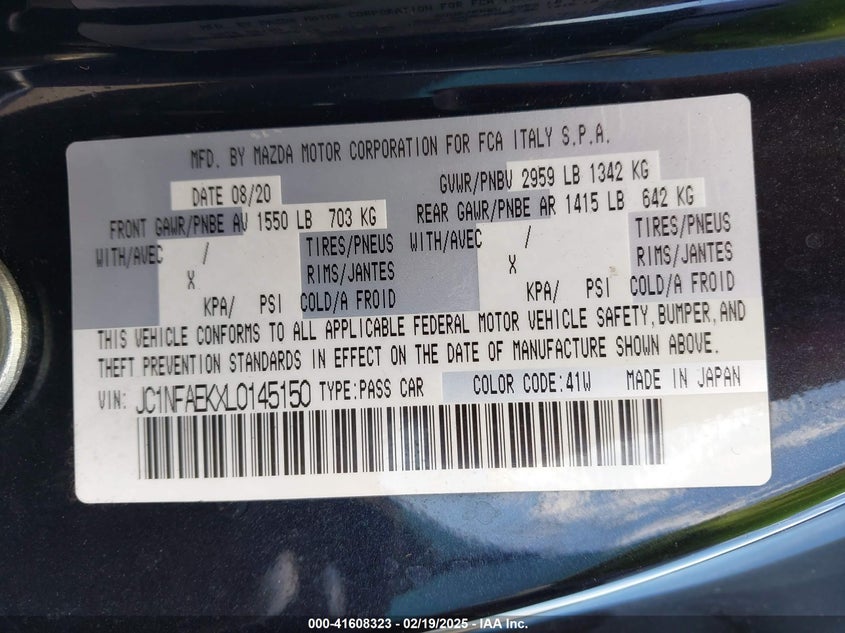 MFD. BY MAZDA MOTOR CORPORATION FOR FCA ITALY S.P.A.
DATE 08/20 GVWR/PNBV 2959 LB 1342 KG
FRONT GAWR/PNBE AV 1550 LB 703 KG REAR GAWR/PNBE AR 1415 LB 642 KG
WITH/AVEC / TIRES/PNEUS WITH/AVEC / TIRES/PNEUS
X RIMS/JANTES X RIMS/JANTES
KPA/ PSI COLD/A FROID KPA/ PSI COLD/A FROID
THIS VEHICLE CONFORMS TO ALL APPLICABLE FEDERAL MOTOR VEHICLE SAFETY, BUMPER, AND
THEFT PREVENTION STANDARDS IN EFFECT ON THE DATE OF MANUFACTURE SHOWN ABOVE.
VIN: JC1NFAEKXL0145150 TYPE:PASS CAR COLOR CODE:41W MADE IN JAPAN
000-41608323 - 02/19/2025 - IAA Inc.